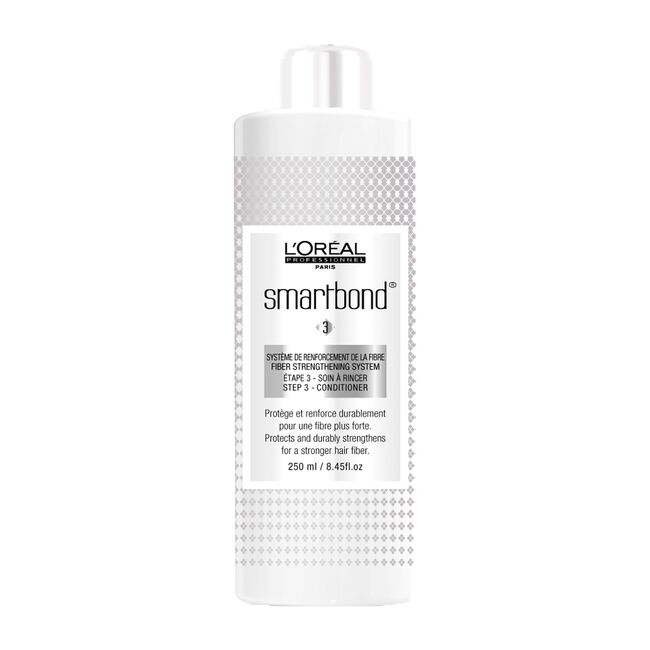 L'ORÉAL
PROFESSIONNEL
PARIS
smartbond®
3
SYSTÈME DE RENFORCEMENT DE LA FIBRE
FIBER STRENGTHENING SYSTEM
ÉTAPE 3 - SOIN À RINCER
STEP 3 - CONDITIONER
Protège et renforce durablement
pour une fibre plus forte.
Protects and durably strengthens
for a stronger hair fiber.
250 ml / 8.45fl.oz